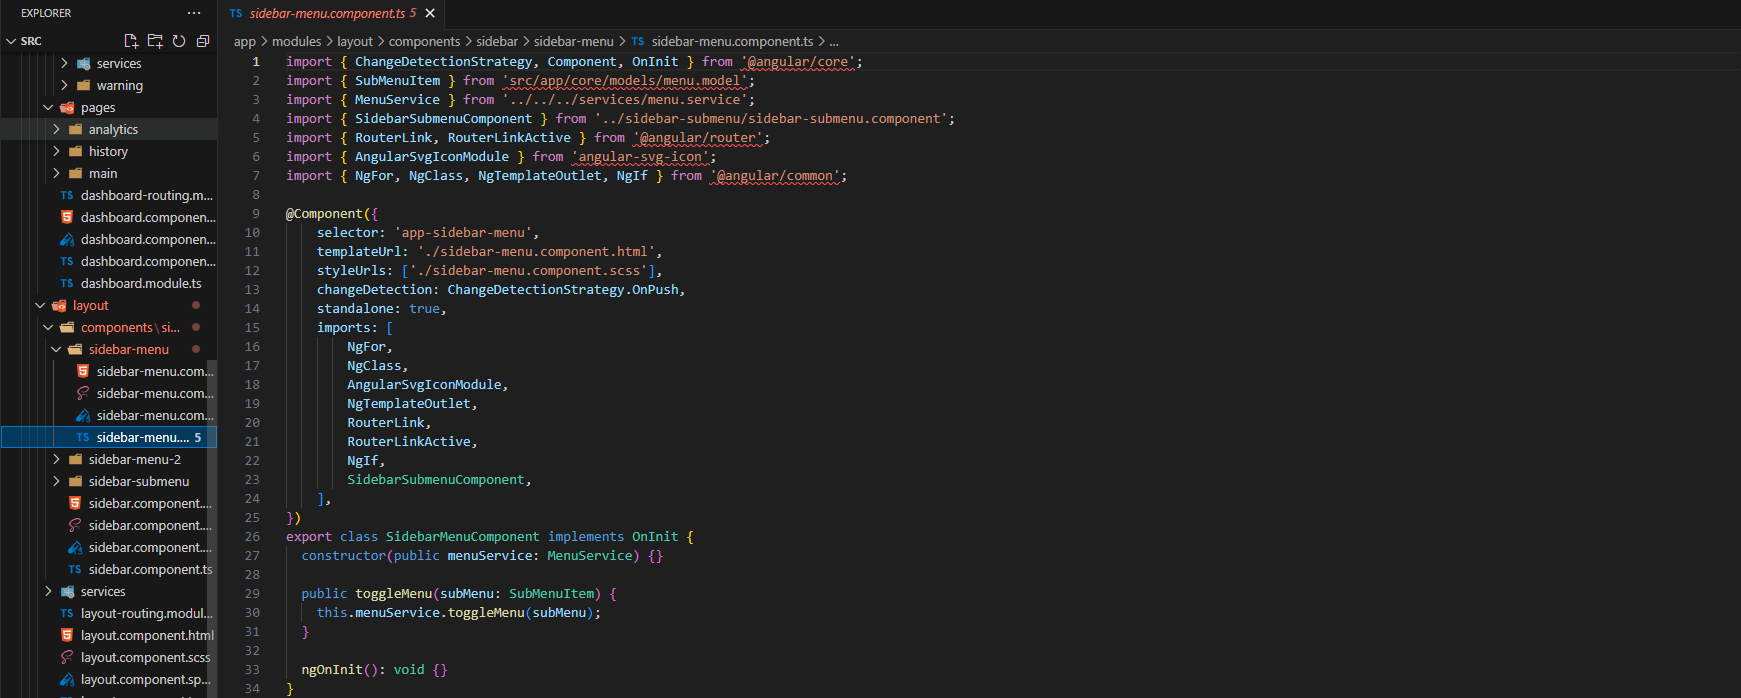 EXPLORER
...
SRC
services
warning
pages
analytics
history
main
TS dashboard-routing.m...
dashboard.componen...
dashboard.componen...
TS dashboard.componen...
TS dashboard.module.ts
layout
components\si...
sidebar-menu
sidebar-menu.com...
sidebar-menu.com...
sidebar-menu.com...
TS sidebar-menu.... 5
sidebar-menu-2
sidebar-submenu
sidebar.component....
sidebar.component....
sidebar.component....
TS sidebar.component.ts
services
TS layout-routing.modul...
layout.component.html
layout.component.scss
layout.component.sp...
TS sidebar-menu.component.ts 5
app > modules > layout > components > sidebar > sidebar-menu > TS sidebar-menu.component.ts > ...
1 import { ChangeDetectionStrategy, Component, OnInit } from '@angular/core';
2 import { SubMenuItem } from 'src/app/core/models/menu.model';
3 import { MenuService } from '../../../services/menu.service';
4 import { SidebarSubmenuComponent } from '../sidebar-submenu/sidebar-submenu.component';
5 import { RouterLink, RouterLinkActive } from '@angular/router';
6 import { AngularSvgIconModule } from 'angular-svg-icon';
7 import { NgFor, NgClass, NgTemplateOutlet, NgIf } from '@angular/common';
8
9 @Component({
10 selector: 'app-sidebar-menu',
11 templateUrl: './sidebar-menu.component.html',
12 styleUrls: ['./sidebar-menu.component.scss'],
13 changeDetection: ChangeDetectionStrategy.OnPush,
14 standalone: true,
15 imports: [
16 NgFor,
17 NgClass,
18 AngularSvgIconModule,
19 NgTemplateOutlet,
20 RouterLink,
21 RouterLinkActive,
22 NgIf,
23 SidebarSubmenuComponent,
24 ],
25 })
26 export class SidebarMenuComponent implements OnInit {
27 constructor(public menuService: MenuService) {}
28
29 public toggleMenu(subMenu: SubMenuItem) {
30 this.menuService.toggleMenu(subMenu);
31 }
32
33 ngOnInit(): void {}
34 }